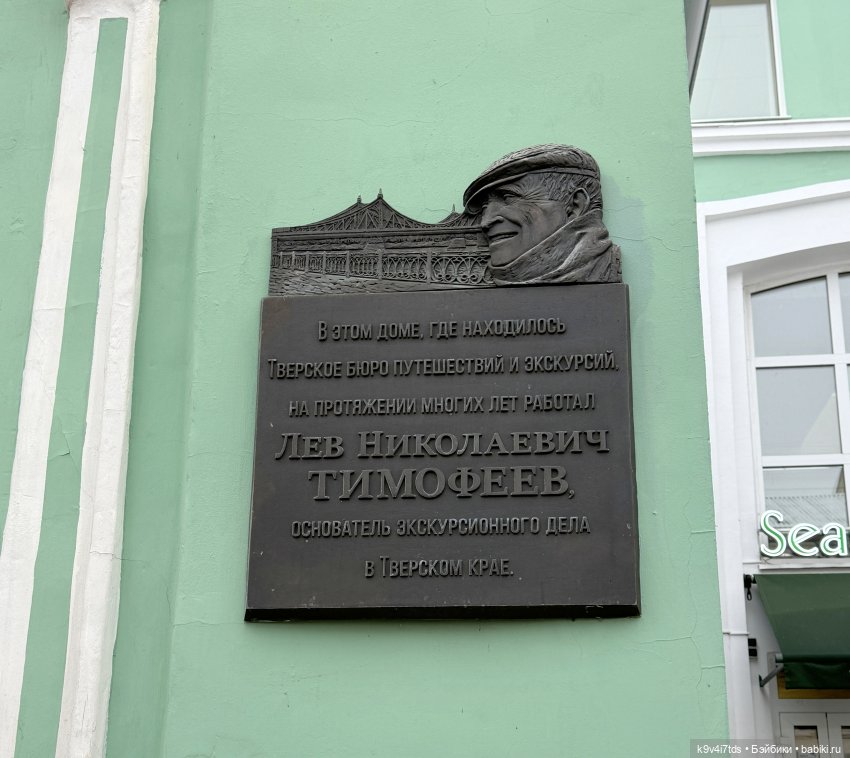 В ЭТОМ ДОМЕ, ГДЕ НАХОДИЛОСЬ
ТВЕРСКОЕ БЮРО ПУТЕШЕСТВИЙ И ЭКСКУРСИЙ,
НА ПРОТЯЖЕНИИ МНОГИХ ЛЕТ РАБОТАЛ
ЛЕВ НИКОЛАЕВИЧ
ТИМОФЕЕВ,
ОСНОВАТЕЛЬ ЭКСКУРСИОННОГО ДЕЛА
В ТВЕРСКОМ КРАЕ.
Sea
k9v4i7ds • Бэйбики • babiki.ru